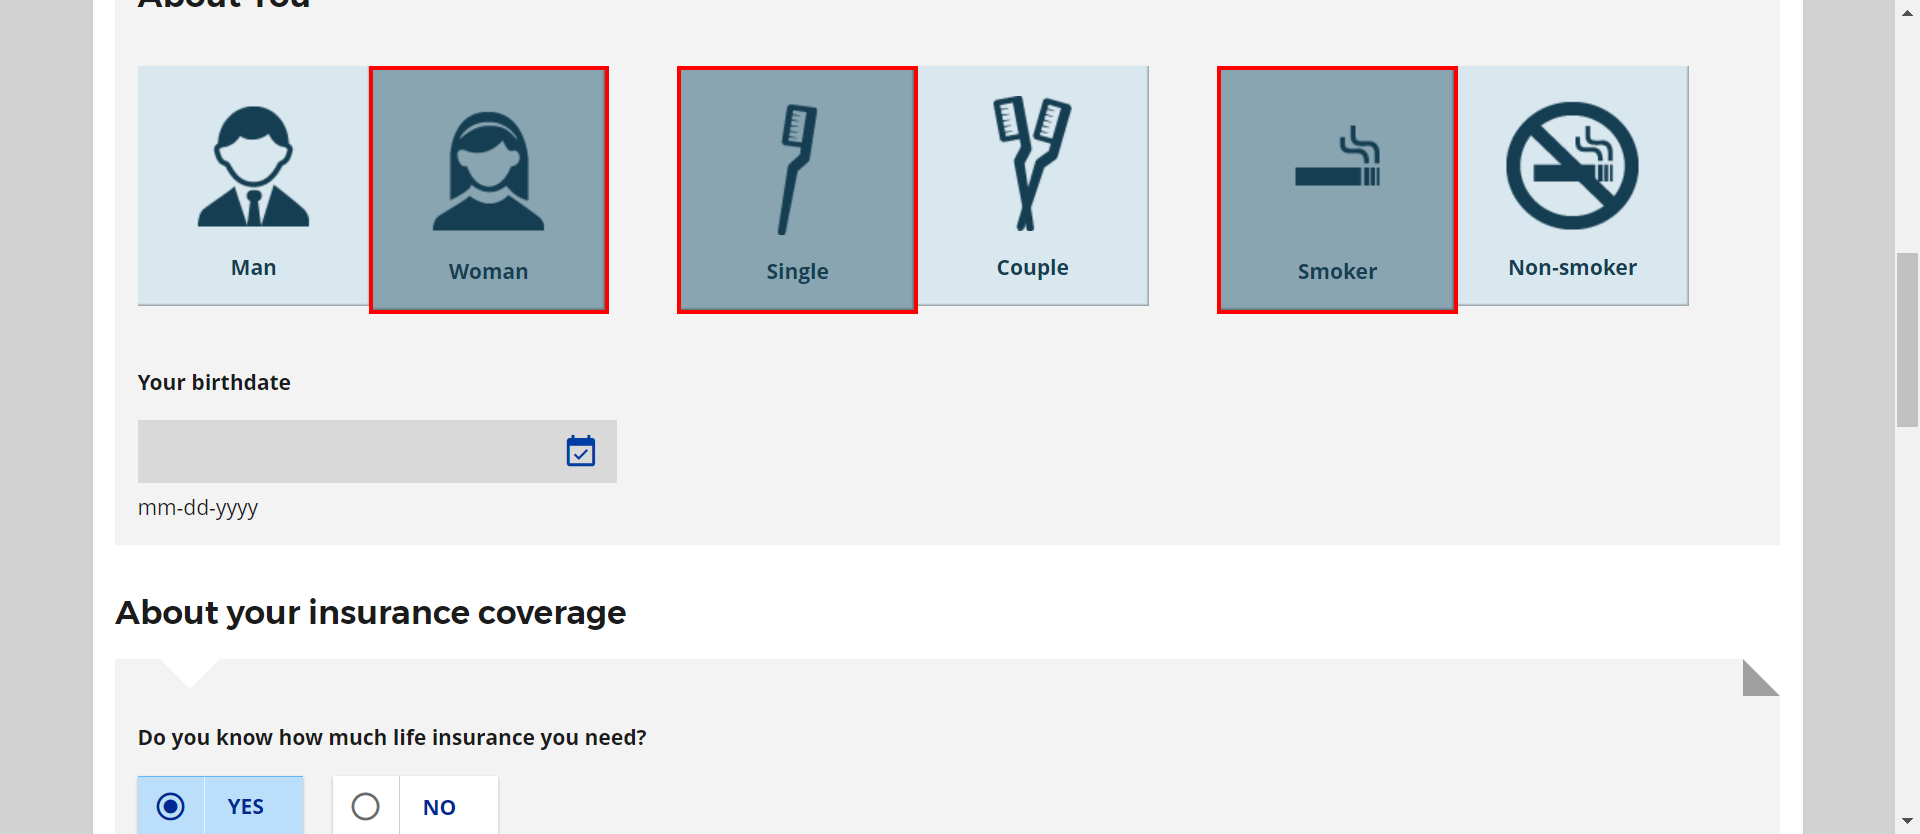 About You
Man
Woman
Single
Couple
Smoker
Non-smoker
Your birthdate
mm-dd-yyyy
About your insurance coverage
Do you know how much life insurance you need?
YES
NO